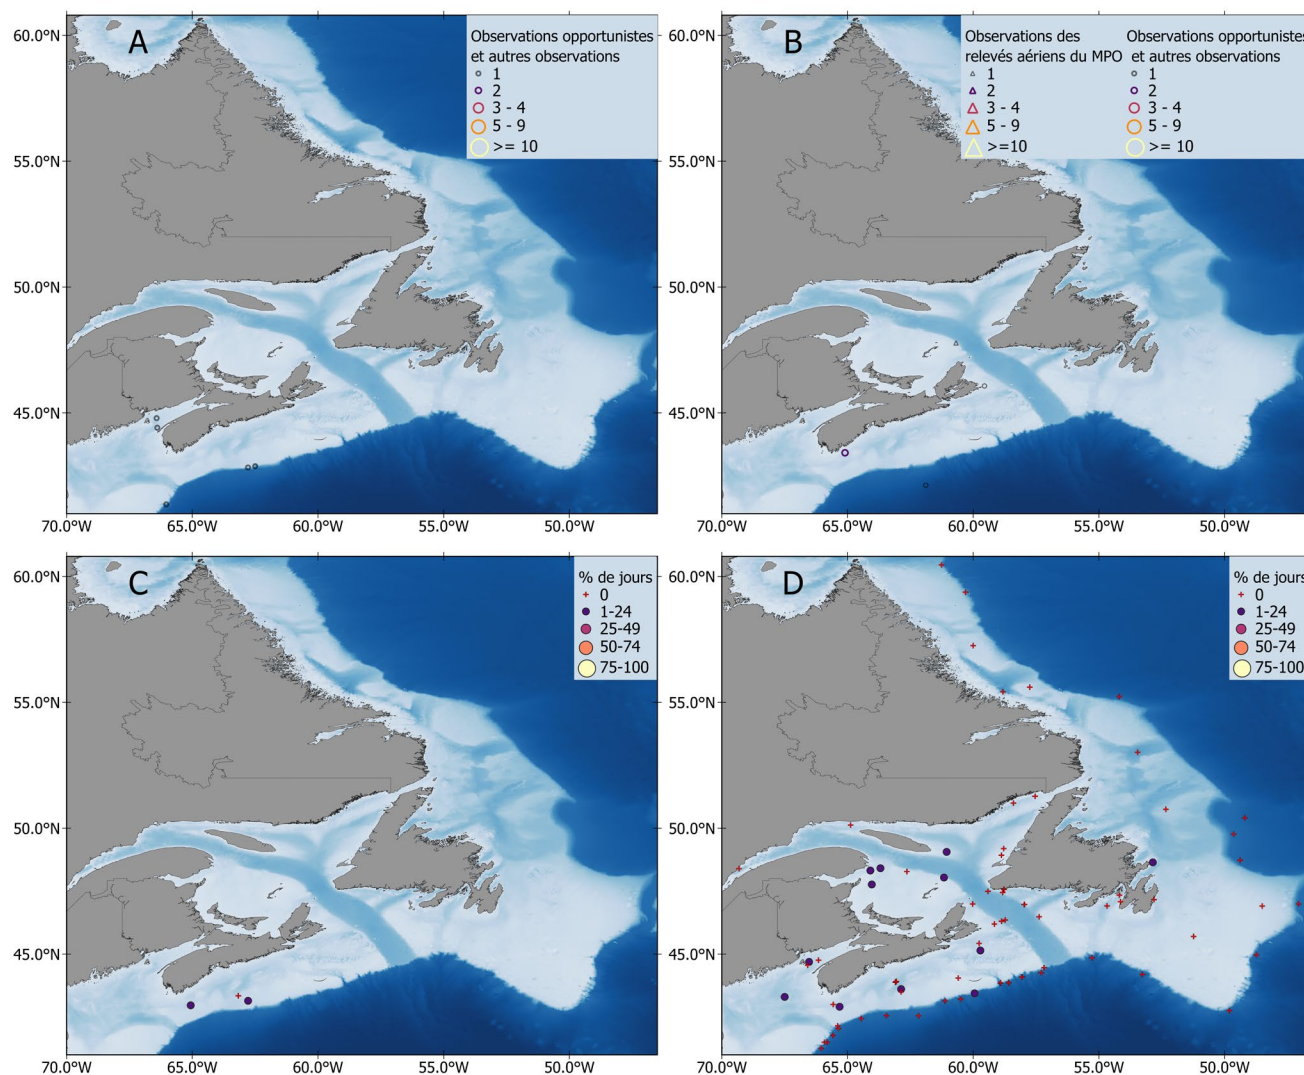 A
Observations opportunistes
et autres observations
1
2
3 - 4
5 - 9
>= 10
60.0°N
55.0°N
50.0°N
45.0°N
70.0°W 65.0°W 60.0°W 55.0°W 50.0°W
B
Observations des
relevés aériens du MPO
1
2
3 - 4
5 - 9
>=10
Observations opportunistes
et autres observations
1
2
3 - 4
5 - 9
>= 10
60.0°N
55.0°N
50.0°N
45.0°N
70.0°W 65.0°W 60.0°W 55.0°W 50.0°W
C
% de jours
0
1-24
25-49
50-74
75-100
60.0°N
55.0°N
50.0°N
45.0°N
70.0°W 65.0°W 60.0°W 55.0°W 50.0°W
D
% de jours
0
1-24
25-49
50-74
75-100
60.0°N
55.0°N
50.0°N
45.0°N
70.0°W 65.0°W 60.0°W 55.0°W 50.0°W